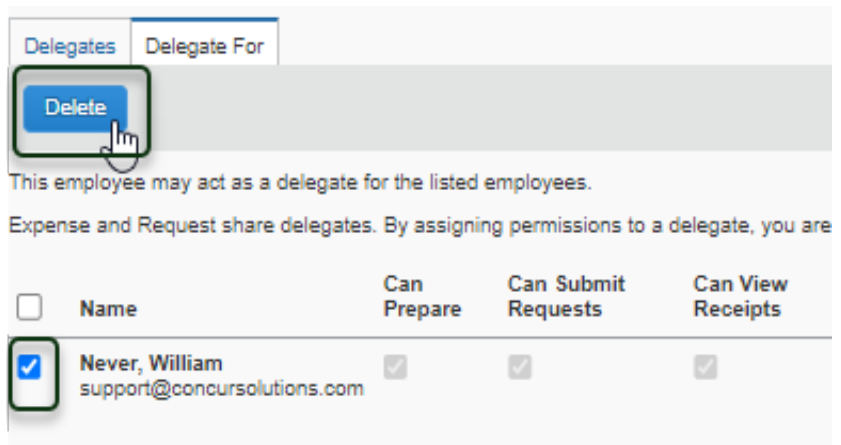 Delegates Delegate For
Delete
This employee may act as a delegate for the listed employees.
Expense and Request share delegates. By assigning permissions to a delegate, you are
Name Can Prepare Can Submit Requests Can View Receipts
Never, William
support@concursolutions.com